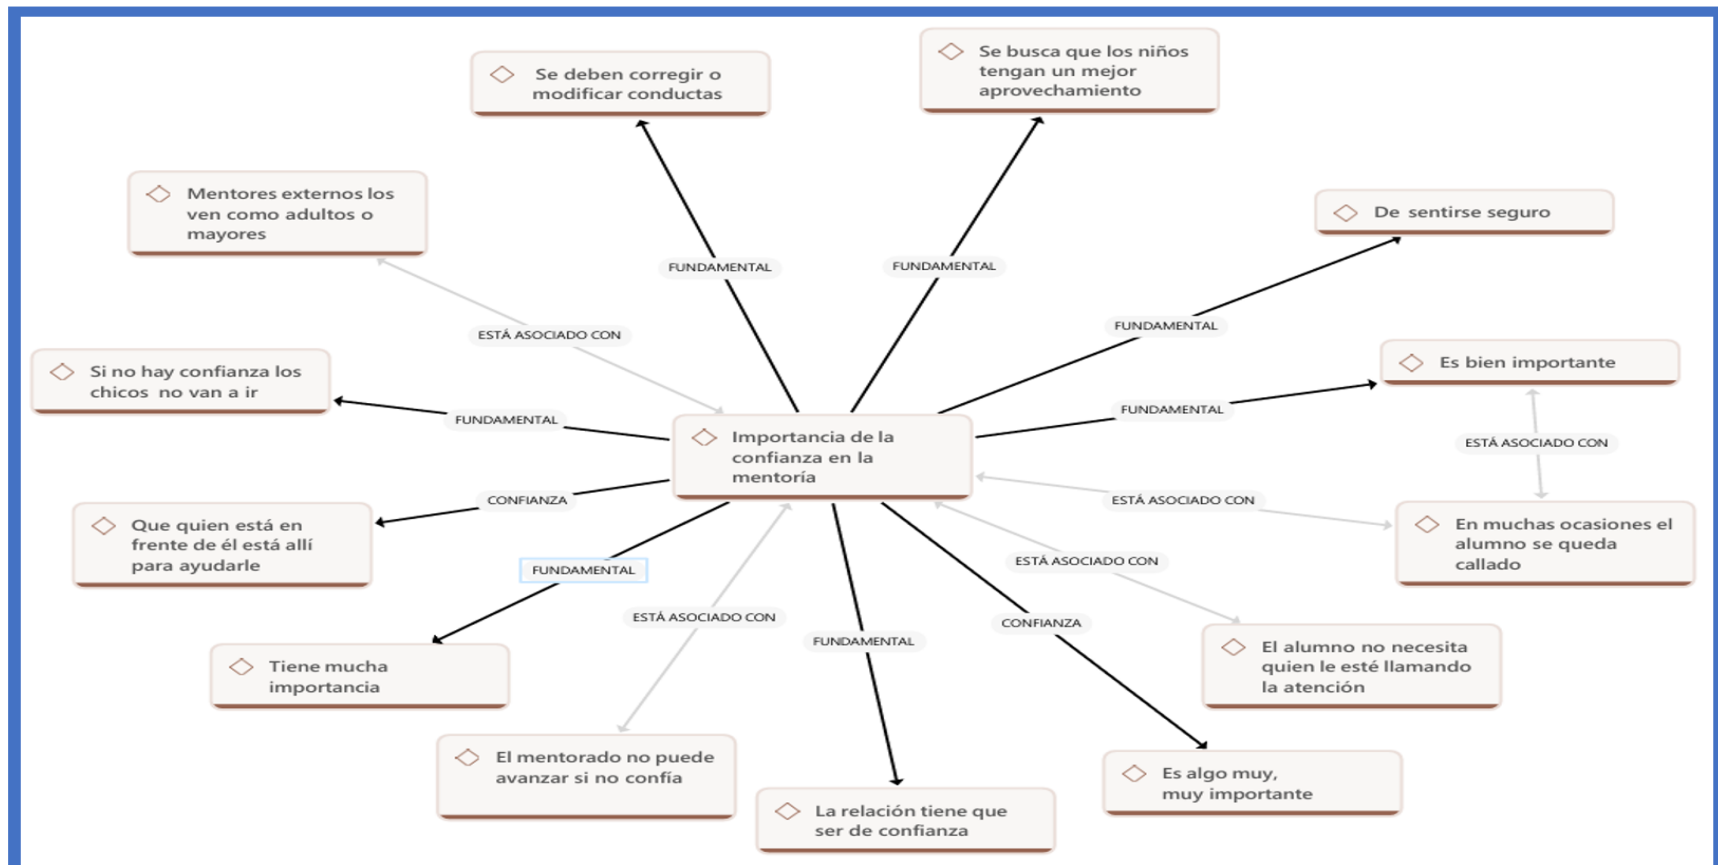 Se busca que los niños
tengan un mejor
aprovechamiento
Se deben corregir o
modificar conductas
Mentores externos los
ven como adultos o
mayores
De sentirse seguro
FUNDAMENTAL
FUNDAMENTAL
FUNDAMENTAL
ESTÁ ASOCIADO CON
Si no hay confianza los
chicos no van a ir
Es bien importante
FUNDAMENTAL
FUNDAMENTAL
Importancia de la
confianza en la
mentoría
ESTÁ ASOCIADO CON
CONFIANZA
ESTÁ ASOCIADO CON
Que quien está en
frente de él está allí
para ayudarle
En muchas ocasiones el
alumno se queda
callado
FUNDAMENTAL
ESTÁ ASOCIADO CON
ESTÁ ASOCIADO CON
CONFIANZA
FUNDAMENTAL
El alumno no necesita
quien le esté llamando
la atención
Tiene mucha
importancia
El mentorado no puede
avanzar si no confía
Es algo muy,
muy importante
La relación tiene que
ser de confianza